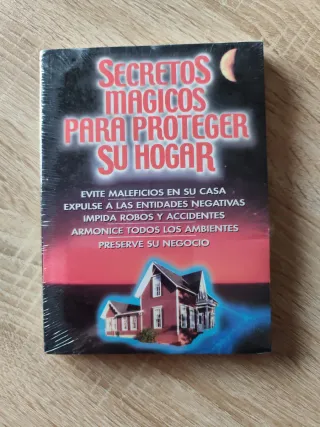 SECRETOS
MAGICOS
PARA PROTEGER
SU HOGAR
EVITE MALEFICIOS EN SU CASA
EXPULSE A LAS ENTIDADES NEGATIVAS
IMPIDA ROBOS Y ACCIDENTES
ARMONICE TODOS LOS AMBIENTES
PRESERVE SU NEGOCIO